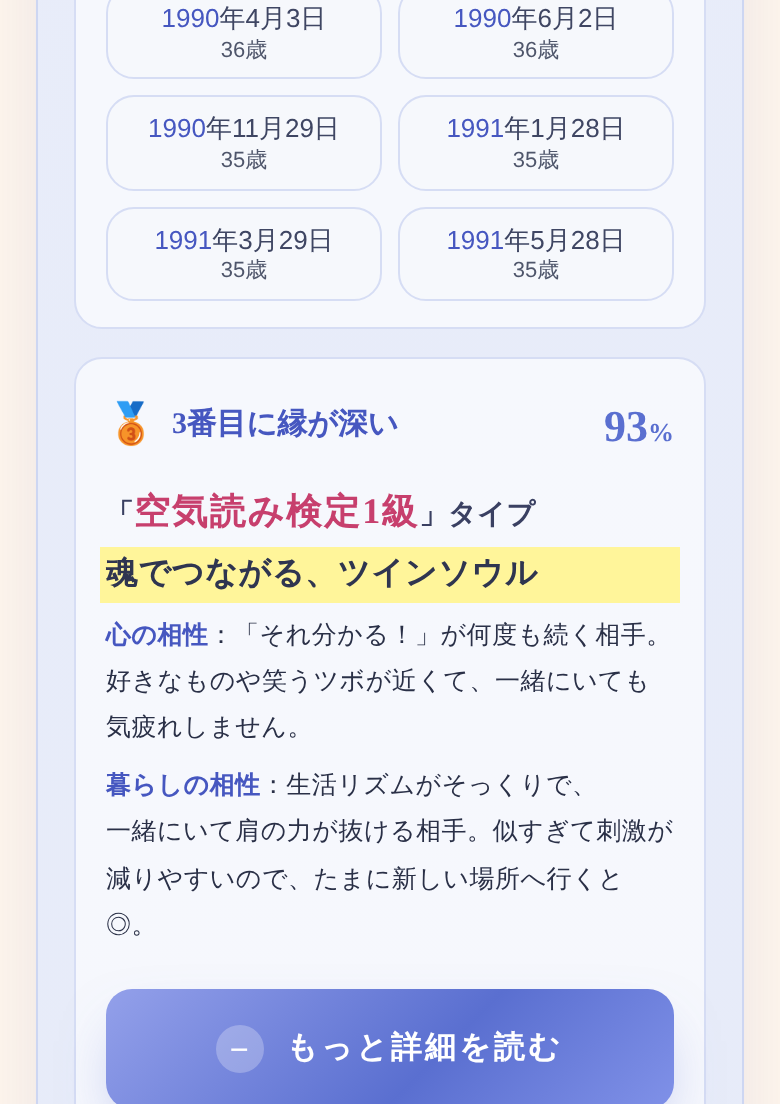 1990年4月3日
36歳
1990年6月2日
36歳
1990年11月29日
35歳
1991年1月28日
35歳
1991年3月29日
35歳
1991年5月28日
35歳
3
3番目に縁が深い
93%
「空気読み検定1級」タイプ
魂でつながる、ツインソウル
心の相性：「それ分かる！」が何度も続く相手。
好きなものや笑うツボが近くて、一緒にいても
気疲れしません。
暮らしの相性：生活リズムがそっくりで、
一緒にいて肩の力が抜ける相手。似すぎて刺激が
減りやすいので、たまに新しい場所へ行くと
◎。
− もっと詳細を読む